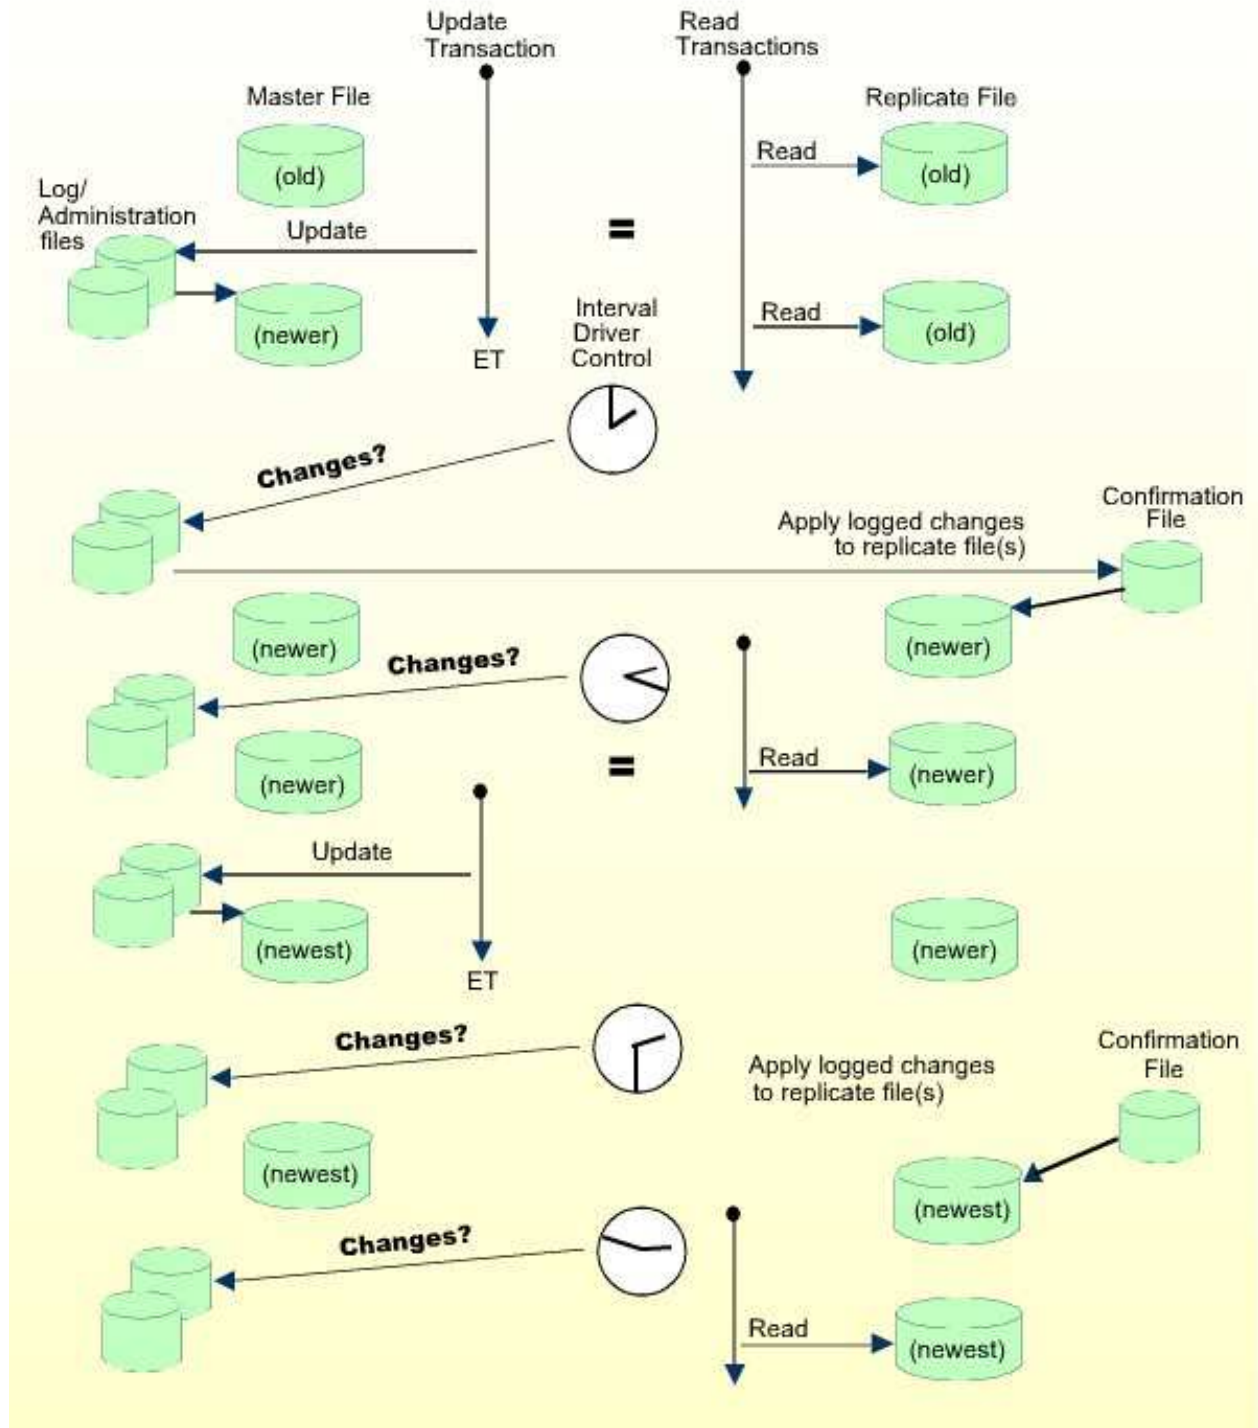 Update
Transaction
Read
Transactions
Master File
Replicate File
(old)
Read
(old)
Log/
Administration
files
Update
=
(newer)
Interval
Driver
Control
Read
(old)
ET
Changes?
Confirmation
File
Apply logged changes
to replicate file(s)
(newer)
Changes?
(newer)
(newer)
=
Read
(newer)
Update
(newest)
(newer)
ET
Changes?
Apply logged changes
to replicate file(s)
Confirmation
File
(newest)
(newest)
Changes?
Read
(newest)